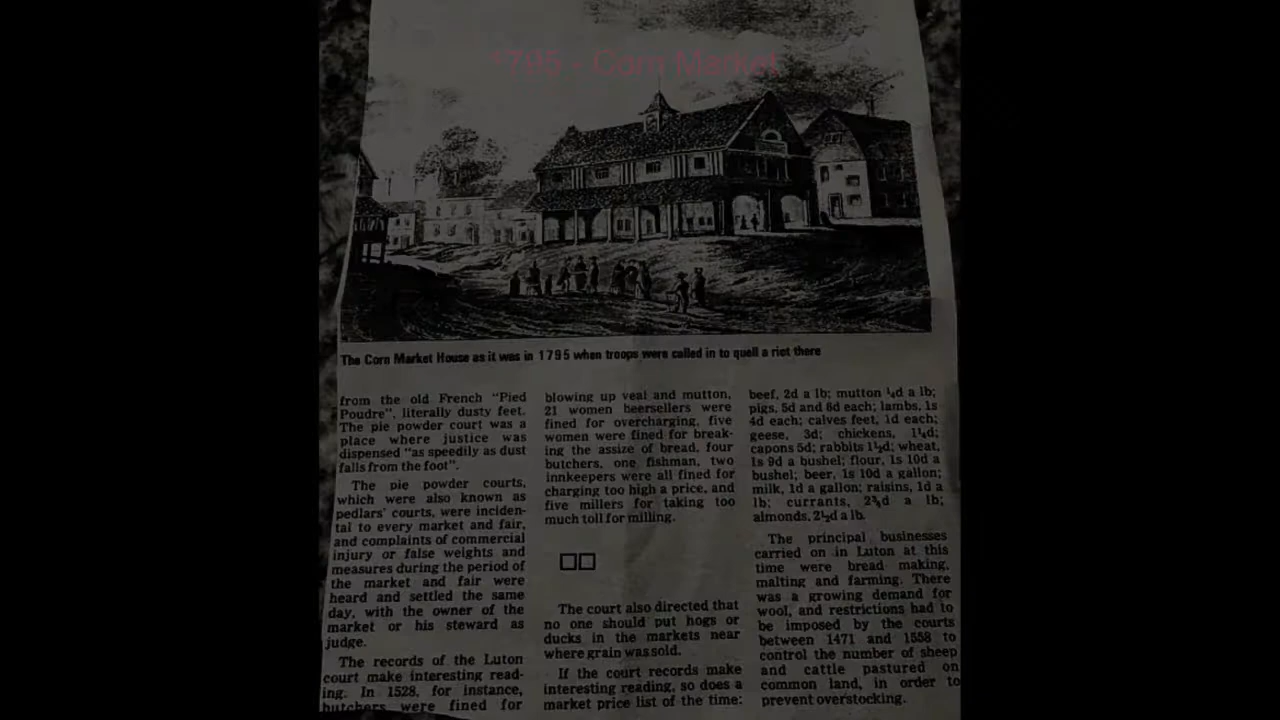 1795 - Corn Market
The Corn Market House as it was in 1795 when troops were called in to quell a riot there
from the old French "Pied
Poudre", literally dusty feet.
The pie powder court was a
place where justice was
dispensed "as speedily as dust
falls from the foot".
The pie powder courts,
which were also known as
pedlars' courts, were inciden-
tal to every market and fair,
and complaints of commercial
injury or false weights and
measures during the period of
the market and fair were
heard and settled the same
day, with the owner of the
market or his steward as
judge.
The records of the Luton
court make interesting read-
ing. In 1528, for instance,
butchers were fined for
blowing up veal and mutton,
21 women beersellers were
fined for overcharging, five
women were fined for break-
ing the assize of bread, four
butchers, one fishman, two
innkeepers were all fined for
charging too high a price, and
five millers for taking too
much toll for milling.
The court also directed that
no one should put hogs or
ducks in the markets near
where grain was sold.
If the court records make
interesting reading, so does a
market price list of the time:
beef, 2d a lb; mutton ¼d a lb;
pigs, 5d and 6d each; lambs, 1s
4d each; calves feet, 1d each;
geese, 3d; chickens, 1¼d;
capons 5d; rabbits 1½d; wheat,
1s 9d a bushel; flour, 1s 10d a
bushel; beer, 1s 10d a gallon;
milk, 1d a gallon; raisins, 1d a
lb; currants, 2¾d a lb;
almonds, 2½d a lb.
The principal businesses
carried on in Luton at this
time were bread making,
malting and farming. There
was a growing demand for
wool, and restrictions had to
be imposed by the courts
between 1471 and 1558 to
control the number of sheep
and cattle pastured on
common land, in order to
prevent overstocking.